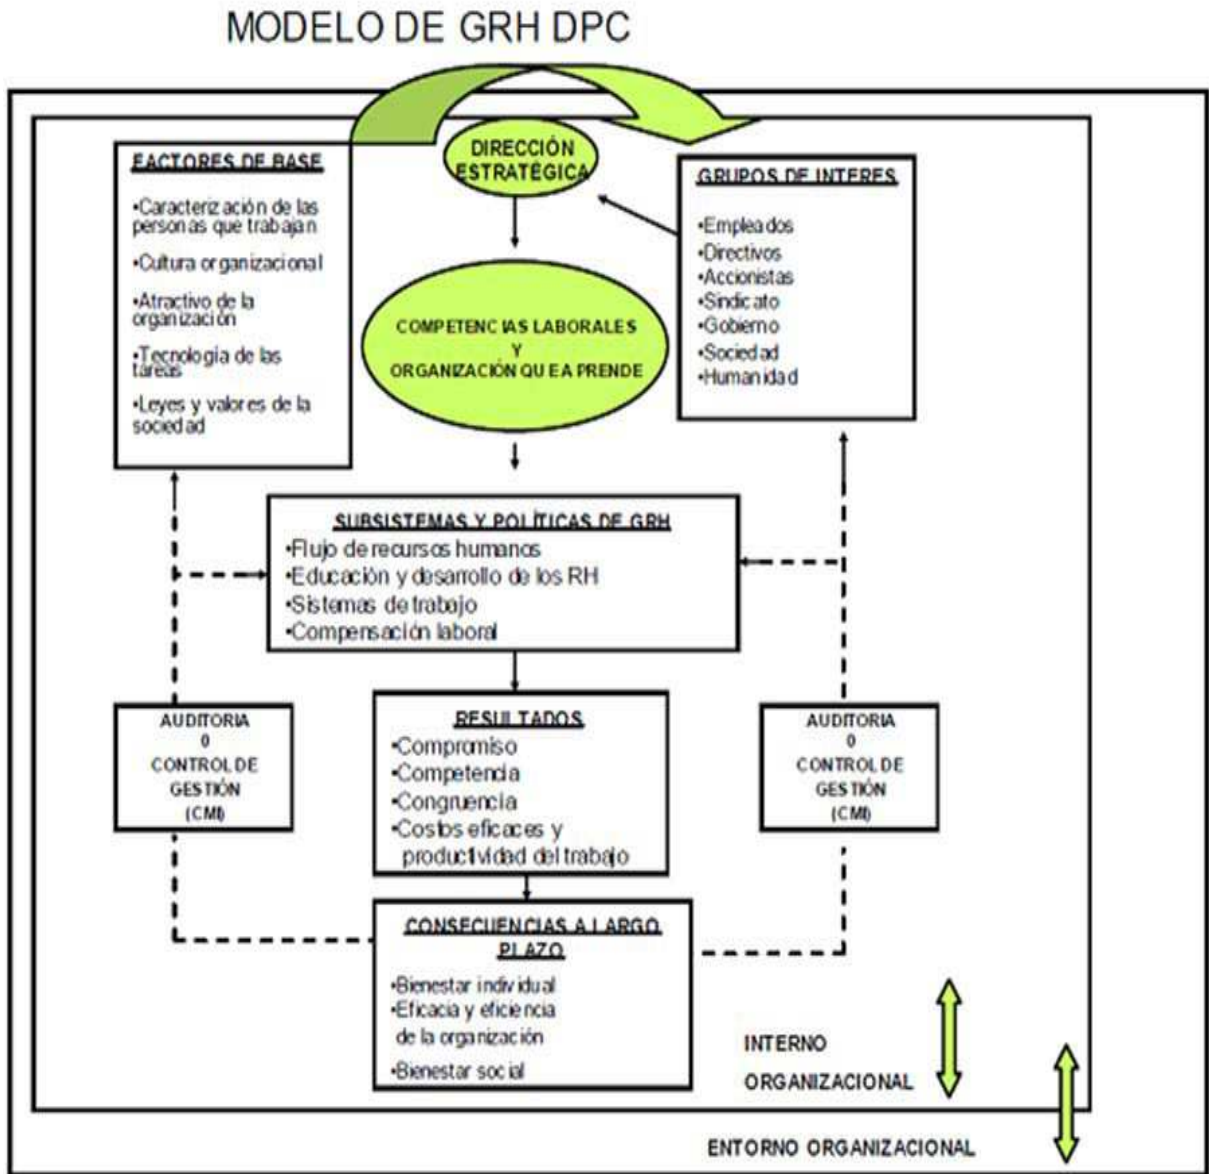 MODELO DE GRH DPC
FACTORES DE BASE
•Caracterización de las
personas que trabajan
•Cultura organizacional
•Atractivo de la
organización
•Tecnología de las
tareas
•Leyes y valores de la
sociedad
DIRECCIÓN
ESTRATÉGICA
GRUPOS DE INTERES
•Empleados
•Directivos
•Accionistas
•Sindicato
•Gobierno
•Sociedad
•Humanidad
COMPETENCIAS LABORALES
Y
ORGANIZACIÓN QUE APRENDE
SUBSISTEMAS Y POLÍTICAS DE GRH
•Flujo de recursos humanos
•Educación y desarrollo de los RH
•Sistemas de trabajo
•Compensación laboral
AUDITORIA
0
CONTROL DE
GESTIÓN
(CMI)
RESULTADOS
•Compromiso
•Competencia
•Congruencia
•Costos eficaces y
productividad del trabajo
AUDITORIA
0
CONTROL DE
GESTIÓN
(CMI)
CONSECUENCIAS A LARGO
PLAZO
•Bienestar individual
•Eficacia y eficiencia
de la organización
•Bienestar social
INTERNO
ORGANIZACIONAL
ENTORNO ORGANIZACIONAL